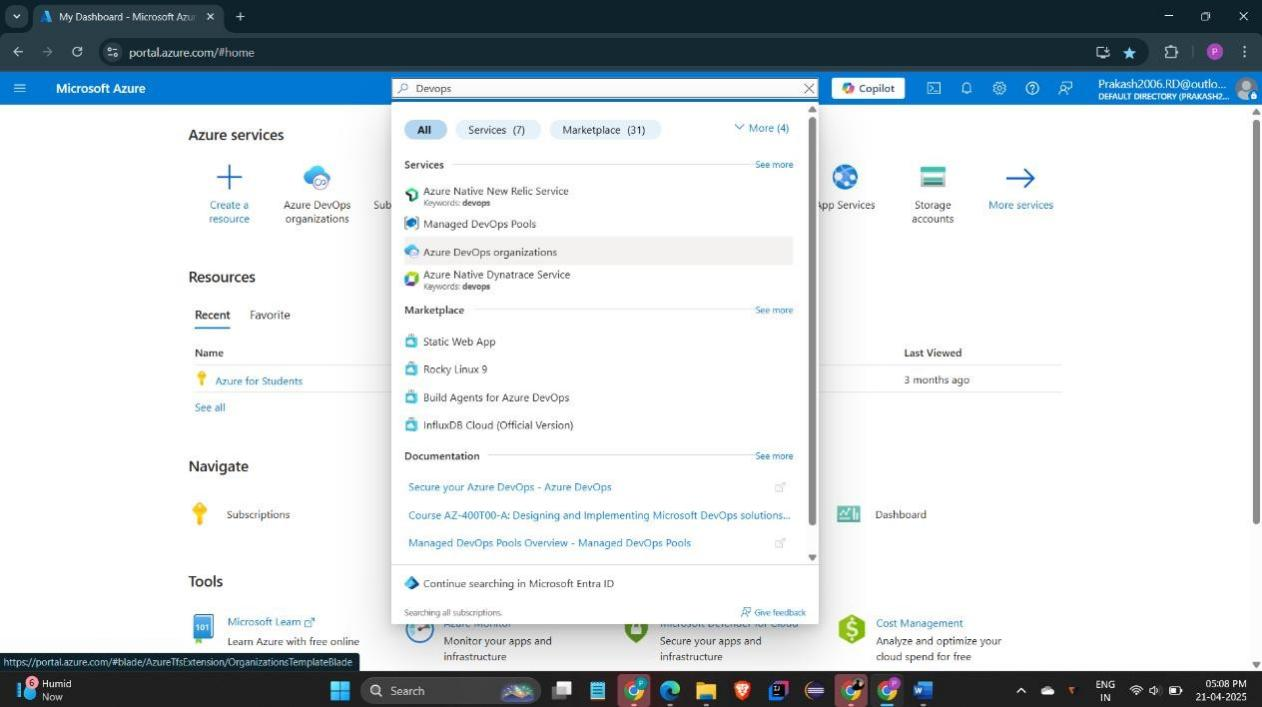 My Dashboard - Microsoft Azu
portal.azure.com/#home
P
Microsoft Azure
Devops
Copilot
Prakash2006.RD@outlo...
DEFAULT DIRECTORY (PRAKASH2...
All
Services (7)
Marketplace (31)
More (4)
Services
See more
Azure Native New Relic Service
Keywords: devops
Managed DevOps Pools
Azure DevOps organizations
Azure Native Dynatrace Service
Keywords: devops
Marketplace
See more
Static Web App
Rocky Linux 9
Build Agents for Azure DevOps
InfluxDB Cloud (Official Version)
Documentation
See more
Secure your Azure DevOps - Azure DevOps
Course AZ-400T00-A: Designing and Implementing Microsoft DevOps solutions...
Managed DevOps Pools Overview - Managed DevOps Pools
Continue searching in Microsoft Entra ID
Searching all subscriptions.
Give feedback
Azure services
Create a
resource
Azure DevOps
organizations
Sub
App Services
Storage
accounts
More services
Resources
Recent
Favorite
Name
Last Viewed
Azure for Students
3 months ago
See all
Navigate
Subscriptions
Dashboard
Tools
101
Microsoft Learn
Learn Azure with free online
Azure Monitor
Monitor your apps and
infrastructure
Microsoft Defender for Cloud
Secure your apps and
infrastructure
Cost Management
Analyze and optimize your
cloud spend for free
https://portal.azure.com/#blade/AzureTfsExtension/OrganizationsTemplateBlade
6
Humid
Now
Search
ENG
IN
05:08 PM
21-04-2025